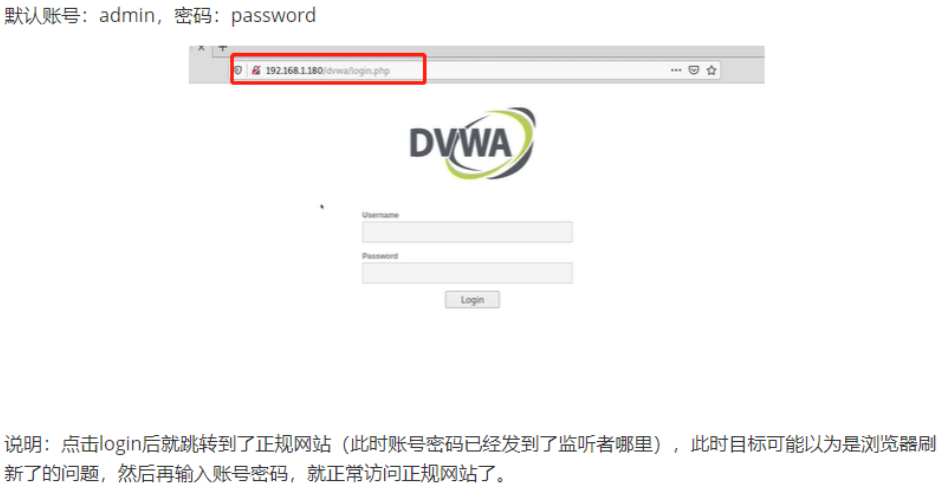 默认账号：admin，密码：password
192.168.1.180/dvwa/login.php
DVWA
Username
Password
Login
说明：点击login后就跳转到了正规网站（此时账号密码已经发到了监听者哪里），此时目标可能以为是浏览器刷
新了的问题，然后再输入账号密码，就正常访问正规网站了。